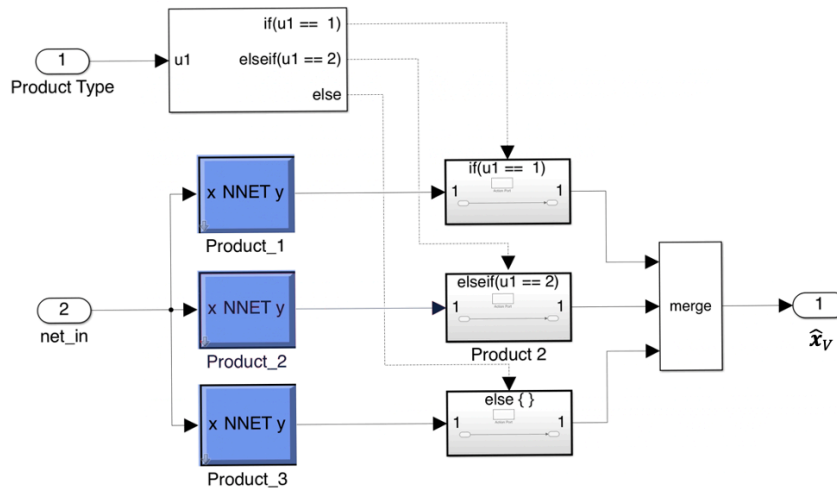 if(u1 == 1)
1
u1
elseif(u1 == 2)
Product Type
else
if(u1 == 1)
x NNET y
1
1
Product_1
elseif(u1 == 2)
2
x NNET y
1
1
merge
1
net_in
Product_2
Product 2
x̂_V
else { }
x NNET y
1
1
Product_3